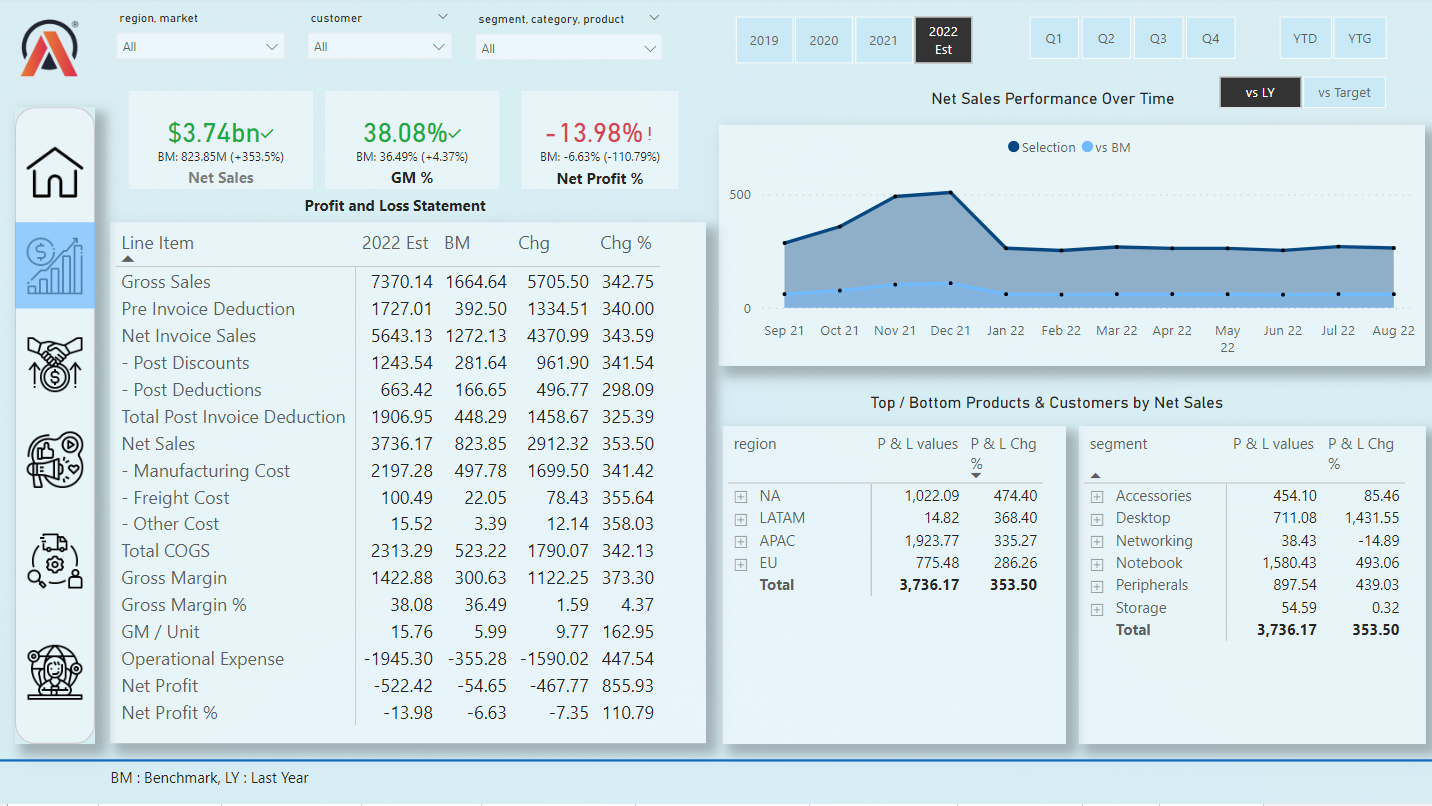 region, market
customer
segment, category, product
All
All
All
2019 2020 2021 2022 Est
Q1 Q2 Q3 Q4
YTD YTG
Net Sales Performance Over Time
vs LY vs Target
$3.74bn
BM: 823.85M (+353.5%)
Net Sales
38.08%
BM: 36.49% (+4.37%)
GM %
-13.98% !
BM: -6.63% (-110.79%)
Net Profit %
Profit and Loss Statement
Line Item 2022 Est BM Chg Chg %
Gross Sales 7370.14 1664.64 5705.50 342.75
Pre Invoice Deduction 1727.01 392.50 1334.51 340.00
Net Invoice Sales 5643.13 1272.13 4370.99 343.59
- Post Discounts 1243.54 281.64 961.90 341.54
- Post Deductions 663.42 166.65 496.77 298.09
Total Post Invoice Deduction 1906.95 448.29 1458.67 325.39
Net Sales 3736.17 823.85 2912.32 353.50
- Manufacturing Cost 2197.28 497.78 1699.50 341.42
- Freight Cost 100.49 22.05 78.43 355.64
- Other Cost 15.52 3.39 12.14 358.03
Total COGS 2313.29 523.22 1790.07 342.13
Gross Margin 1422.88 300.63 1122.25 373.30
Gross Margin % 38.08 36.49 1.59 4.37
GM / Unit 15.76 5.99 9.77 162.95
Operational Expense -1945.30 -355.28 -1590.02 447.54
Net Profit -522.42 -54.65 -467.77 855.93
Net Profit % -13.98 -6.63 -7.35 110.79
Selection vs BM
500
0
Sep 21 Oct 21 Nov 21 Dec 21 Jan 22 Feb 22 Mar 22 Apr 22 May 22 Jun 22 Jul 22 Aug 22
Top / Bottom Products & Customers by Net Sales
region P & L values P & L Chg %
NA 1,022.09 474.40
LATAM 14.82 368.40
APAC 1,923.77 335.27
EU 775.48 286.26
Total 3,736.17 353.50
segment P & L values P & L Chg %
Accessories 454.10 85.46
Desktop 711.08 1,431.55
Networking 38.43 -14.89
Notebook 1,580.43 493.06
Peripherals 897.54 439.03
Storage 54.59 0.32
Total 3,736.17 353.50
BM : Benchmark, LY : Last Year